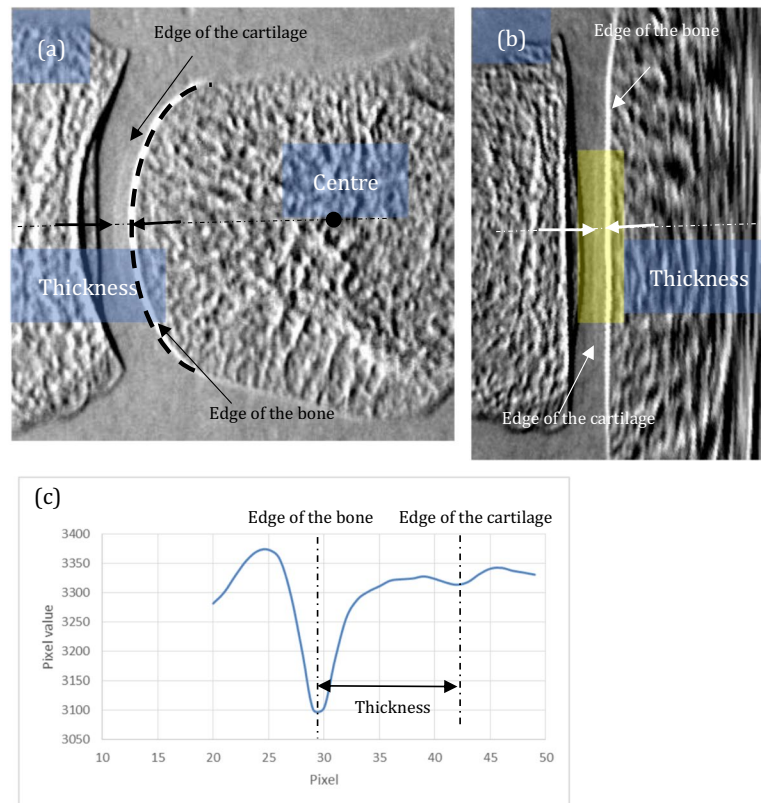 (a)
Edge of the cartilage
Centre
Thickness
Edge of the bone
(b)
Edge of the bone
Thickness
Edge of the cartilage
(c)
Edge of the bone
Edge of the cartilage
3400
3350
3300
3250
3200
3150
3100
3050
Pixel value
Thickness
10 15 20 25 30 35 40 45 50
Pixel